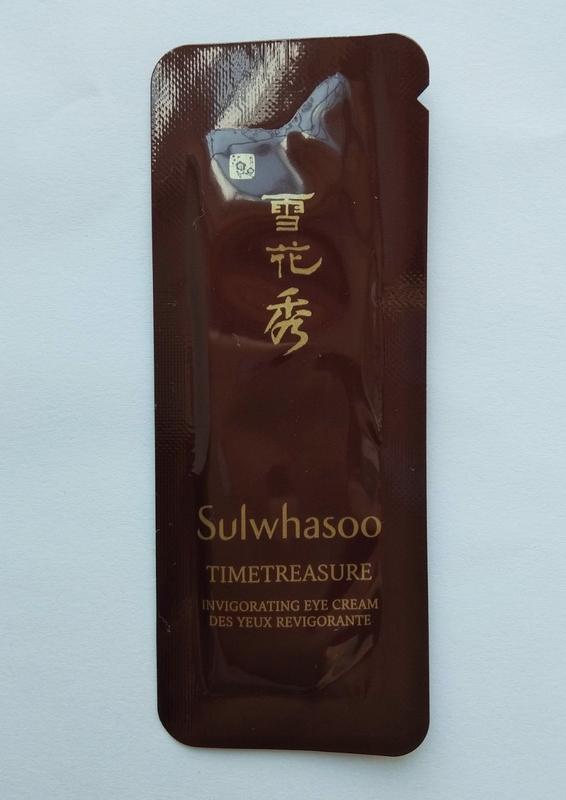 雪
花
秀
Sulwhasoo
TIMETREASURE
INVIGORATING EYE CREAM
DES YEUX REVIGORANTE